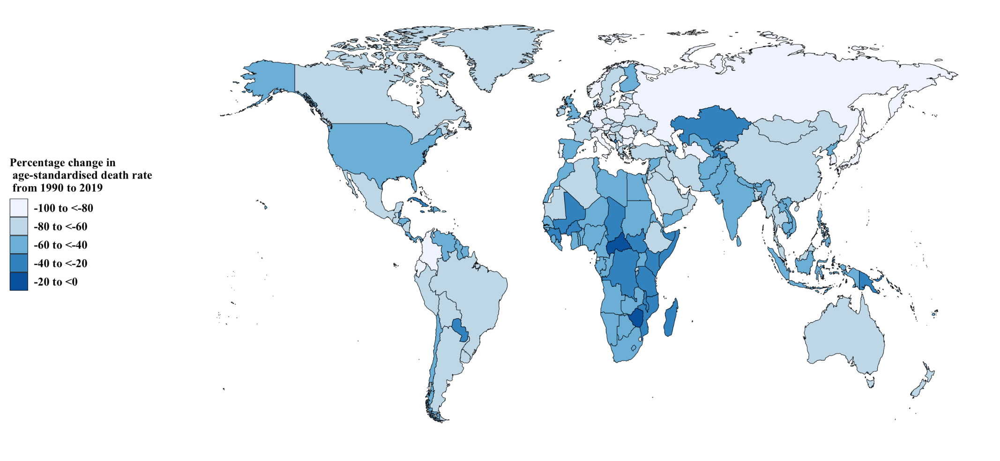 Percentage change in
age-standardised death rate
from 1990 to 2019
-100 to <-80
-80 to <-60
-60 to <-40
-40 to <-20
-20 to <0